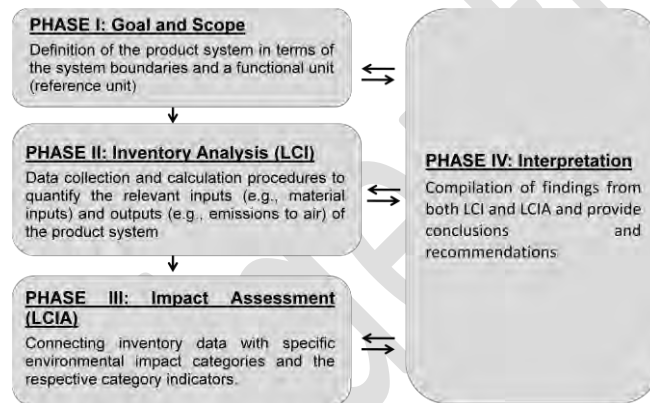 PHASE I: Goal and Scope
Definition of the product system in terms of
the system boundaries and a functional unit
(reference unit)
PHASE II: Inventory Analysis (LCI)
Data collection and calculation procedures to
quantify the relevant inputs (e.g., material
inputs) and outputs (e.g., emissions to air) of
the product system
PHASE III: Impact Assessment
(LCIA)
Connecting inventory data with specific
environmental impact categories and the
respective category indicators.
PHASE IV: Interpretation
Compilation of findings from
both LCI and LCIA and provide
conclusions and
recommendations